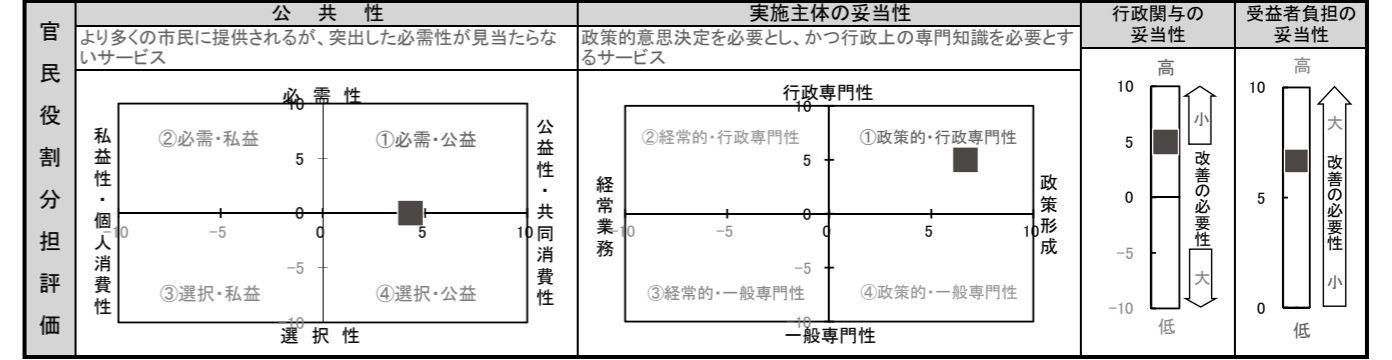 官民役割分担評価
公共性
より多くの市民に提供されるが、突出した必需性が見当たらな
いサービス
必需性
10
②必需・私益
①必需・公益
5
私益性・個人消費性
公益性・共同消費性
0
-10
-5
0
5
10
-5
③選択・私益
④選択・公益
-10
選択性
実施主体の妥当性
政策的意思決定を必要とし、かつ行政上の専門知識を必要とす
るサービス
行政専門性
10
②経常的・行政専門性
①政策的・行政専門性
5
経常業務
政策形成
0
-10
-5
0
5
10
-5
③経常的・一般専門性
④政策的・一般専門性
-10
一般専門性
行政関与の
妥当性
高
10
5
0
-5
-10
小
改善の必要性
大
低
受益者負担の
妥当性
高
10
5
0
大
改善の必要性
小
低